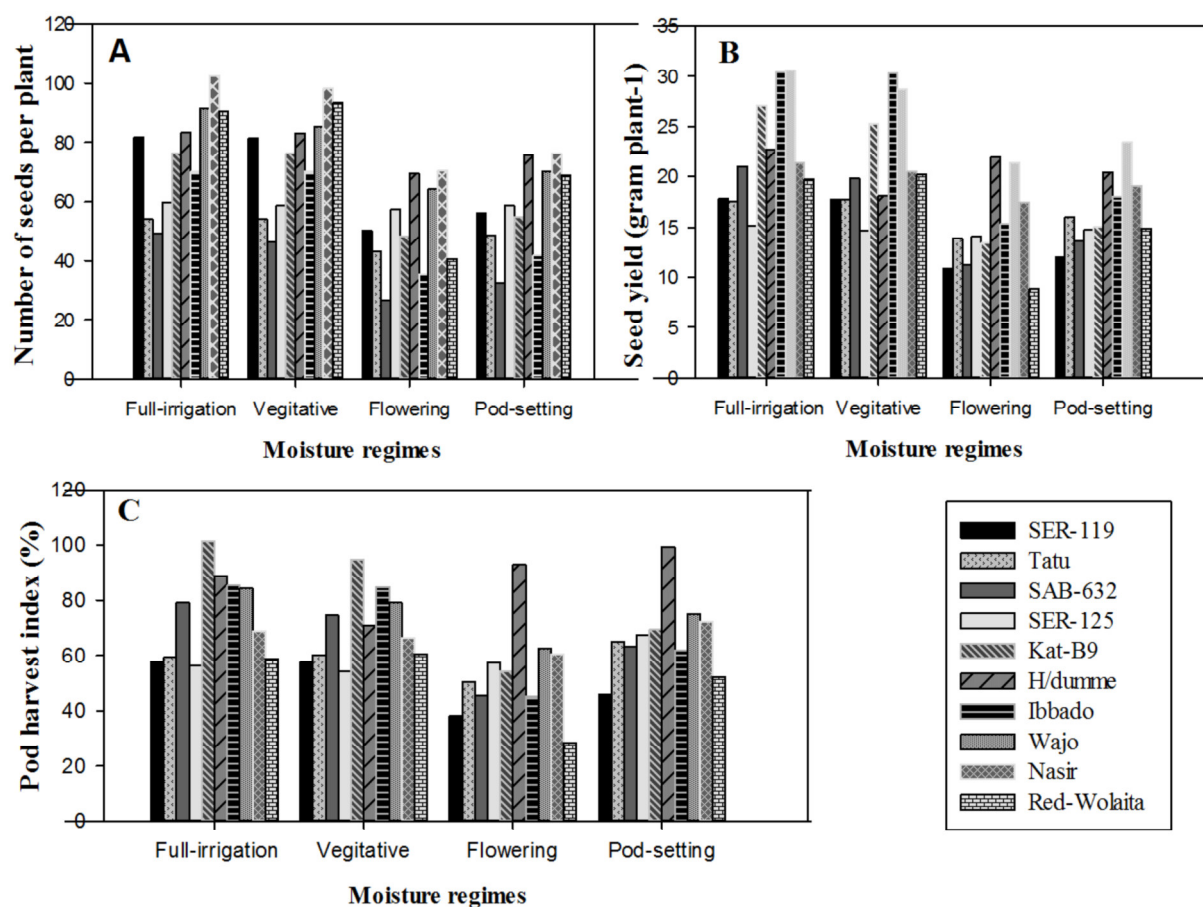 A
Number of seeds per plant
120
100
80
60
40
20
0
Full-irrigation Vegitative Flowering Pod-setting
Moisture regimes
B
Seed yield (gram plant-1)
35
30
25
20
15
10
5
0
Full-irrigation Vegitative Flowering Pod-setting
Moisture regimes
C
Pod harvest index (%)
120
100
80
60
40
20
0
Full-irrigation Vegitative Flowering Pod-setting
Moisture regimes
SER-119
Tatu
SAB-632
SER-125
Kat-B9
H/dumme
Ibbado
Wajo
Nasir
Red-Wolaita